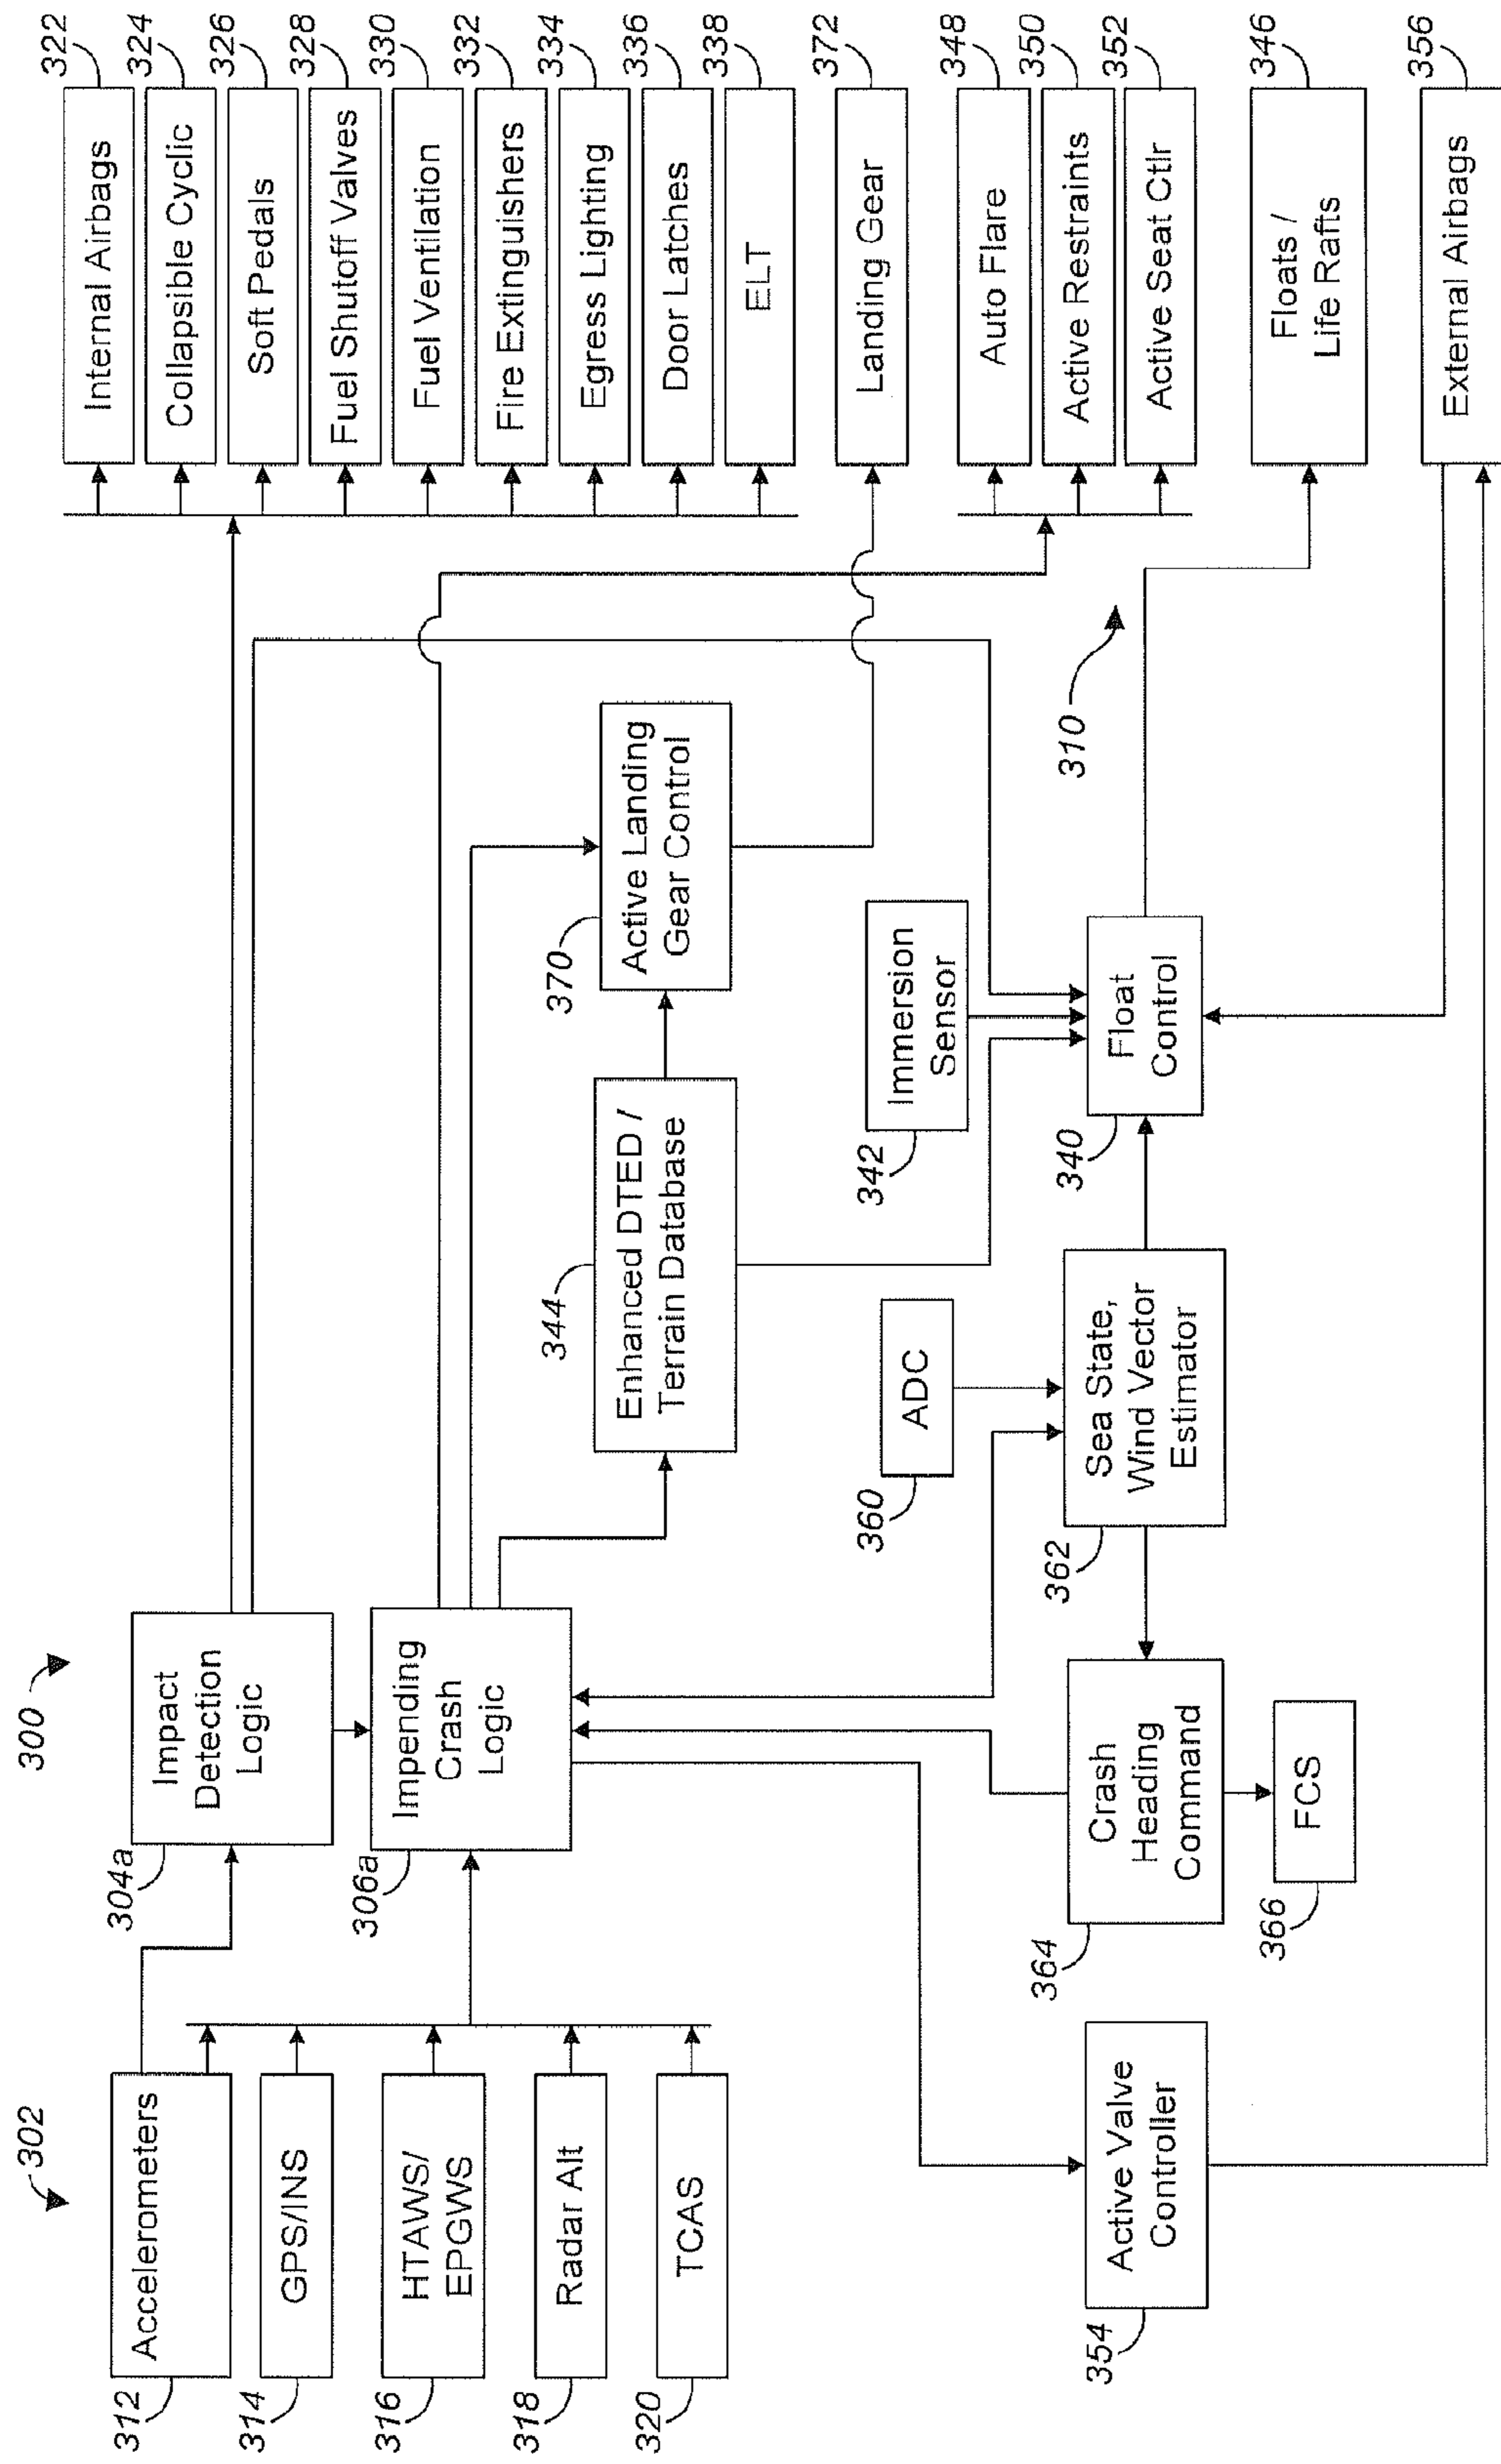 300
302
312
Accelerometers
314
GPS/INS
316
HTAWS/
EPGWS
318
Radar Alt
320
TCAS
304a
Impact
Detection
Logic
306a
Impending
Crash
Logic
344
Enhanced DTED /
Terrain Database
370
Active Landing
Gear Control
342
Immersion
Sensor
360
ADC
340
Float
Control
362
Sea State,
Wind Vector
Estimator
364
Crash
Heading
Command
366
FCS
354
Active Valve
Controller
310
Internal Airbags
322
Collapsible Cyclic
324
Soft Pedals
326
Fuel Shutoff Valves
328
Fuel Ventilation
330
Fire Extinguishers
332
Egress Lighting
334
Door Latches
336
ELT
338
Landing Gear
372
Auto Flare
348
Active Restraints
350
Active Seat Ctlr
352
Floats /
Life Rafts
346
External Airbags
356